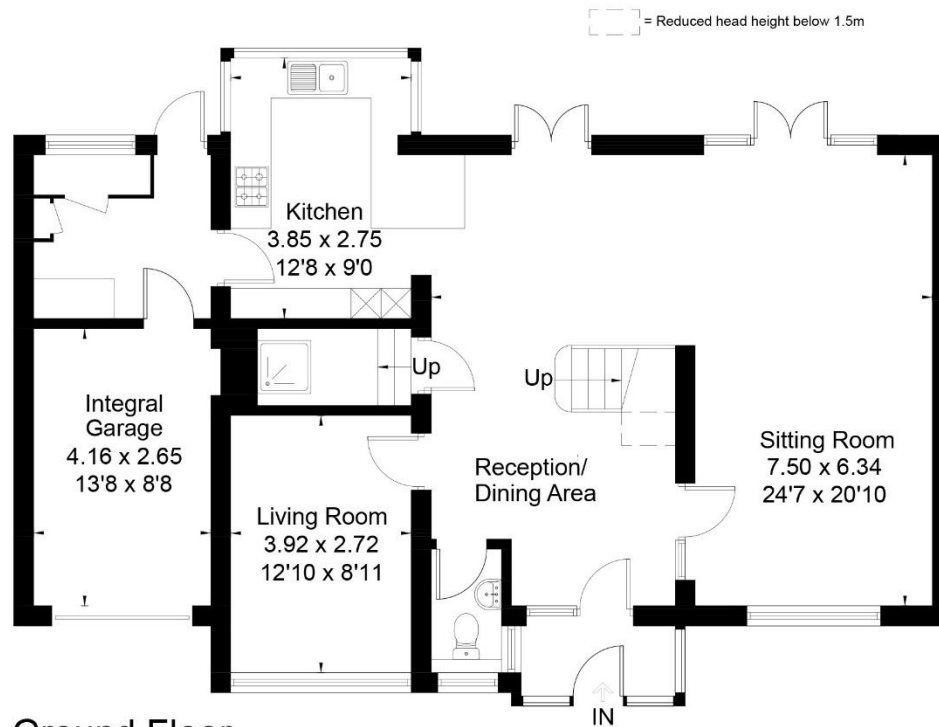 = Reduced head height below 1.5m
Kitchen
3.85 x 2.75
12'8 x 9'0
Up
Up
Integral
Garage
4.16 x 2.65
13'8 x 8'8
Living Room
3.92 x 2.72
12'10 x 8'11
Reception/
Dining Area
Sitting Room
7.50 x 6.34
24'7 x 20'10
IN
Ground Floor